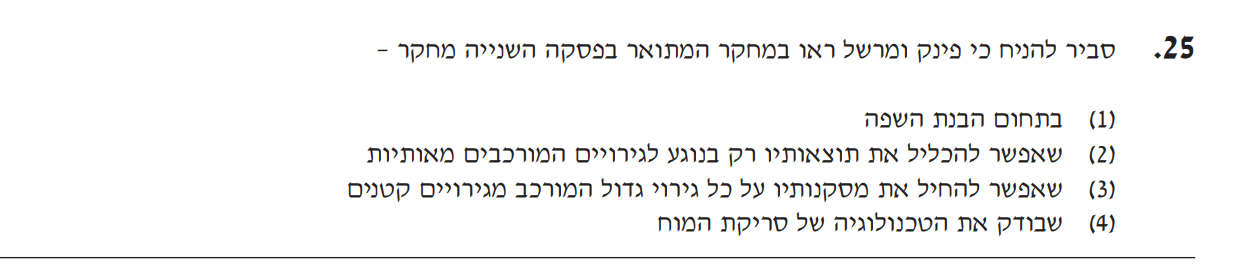 25. סביר להניח כי פינק ומרשל ראו במחקר המתואר בפסקה השנייה מחקר –
(1) בתחום הבנת השפה
(2) שאפשר להכליל את תוצאותיו רק בנוגע לגירויים המורכבים מאותיות
(3) שאפשר להחיל את מסקנותיו על כל גירוי גדול המורכב מגירויים קטנים
(4) שבודק את הטכנולוגיה של סריקת המוח